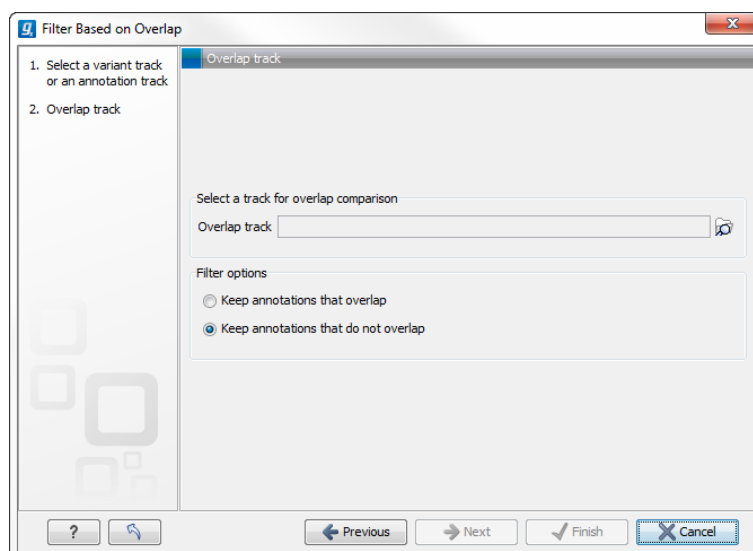 Filter Based on Overlap
1. Select a variant track
or an annotation track
2. Overlap track
Overlap track
Select a track for overlap comparison
Overlap track
Filter options
Keep annotations that overlap
Keep annotations that do not overlap
? Previous Next Finish Cancel